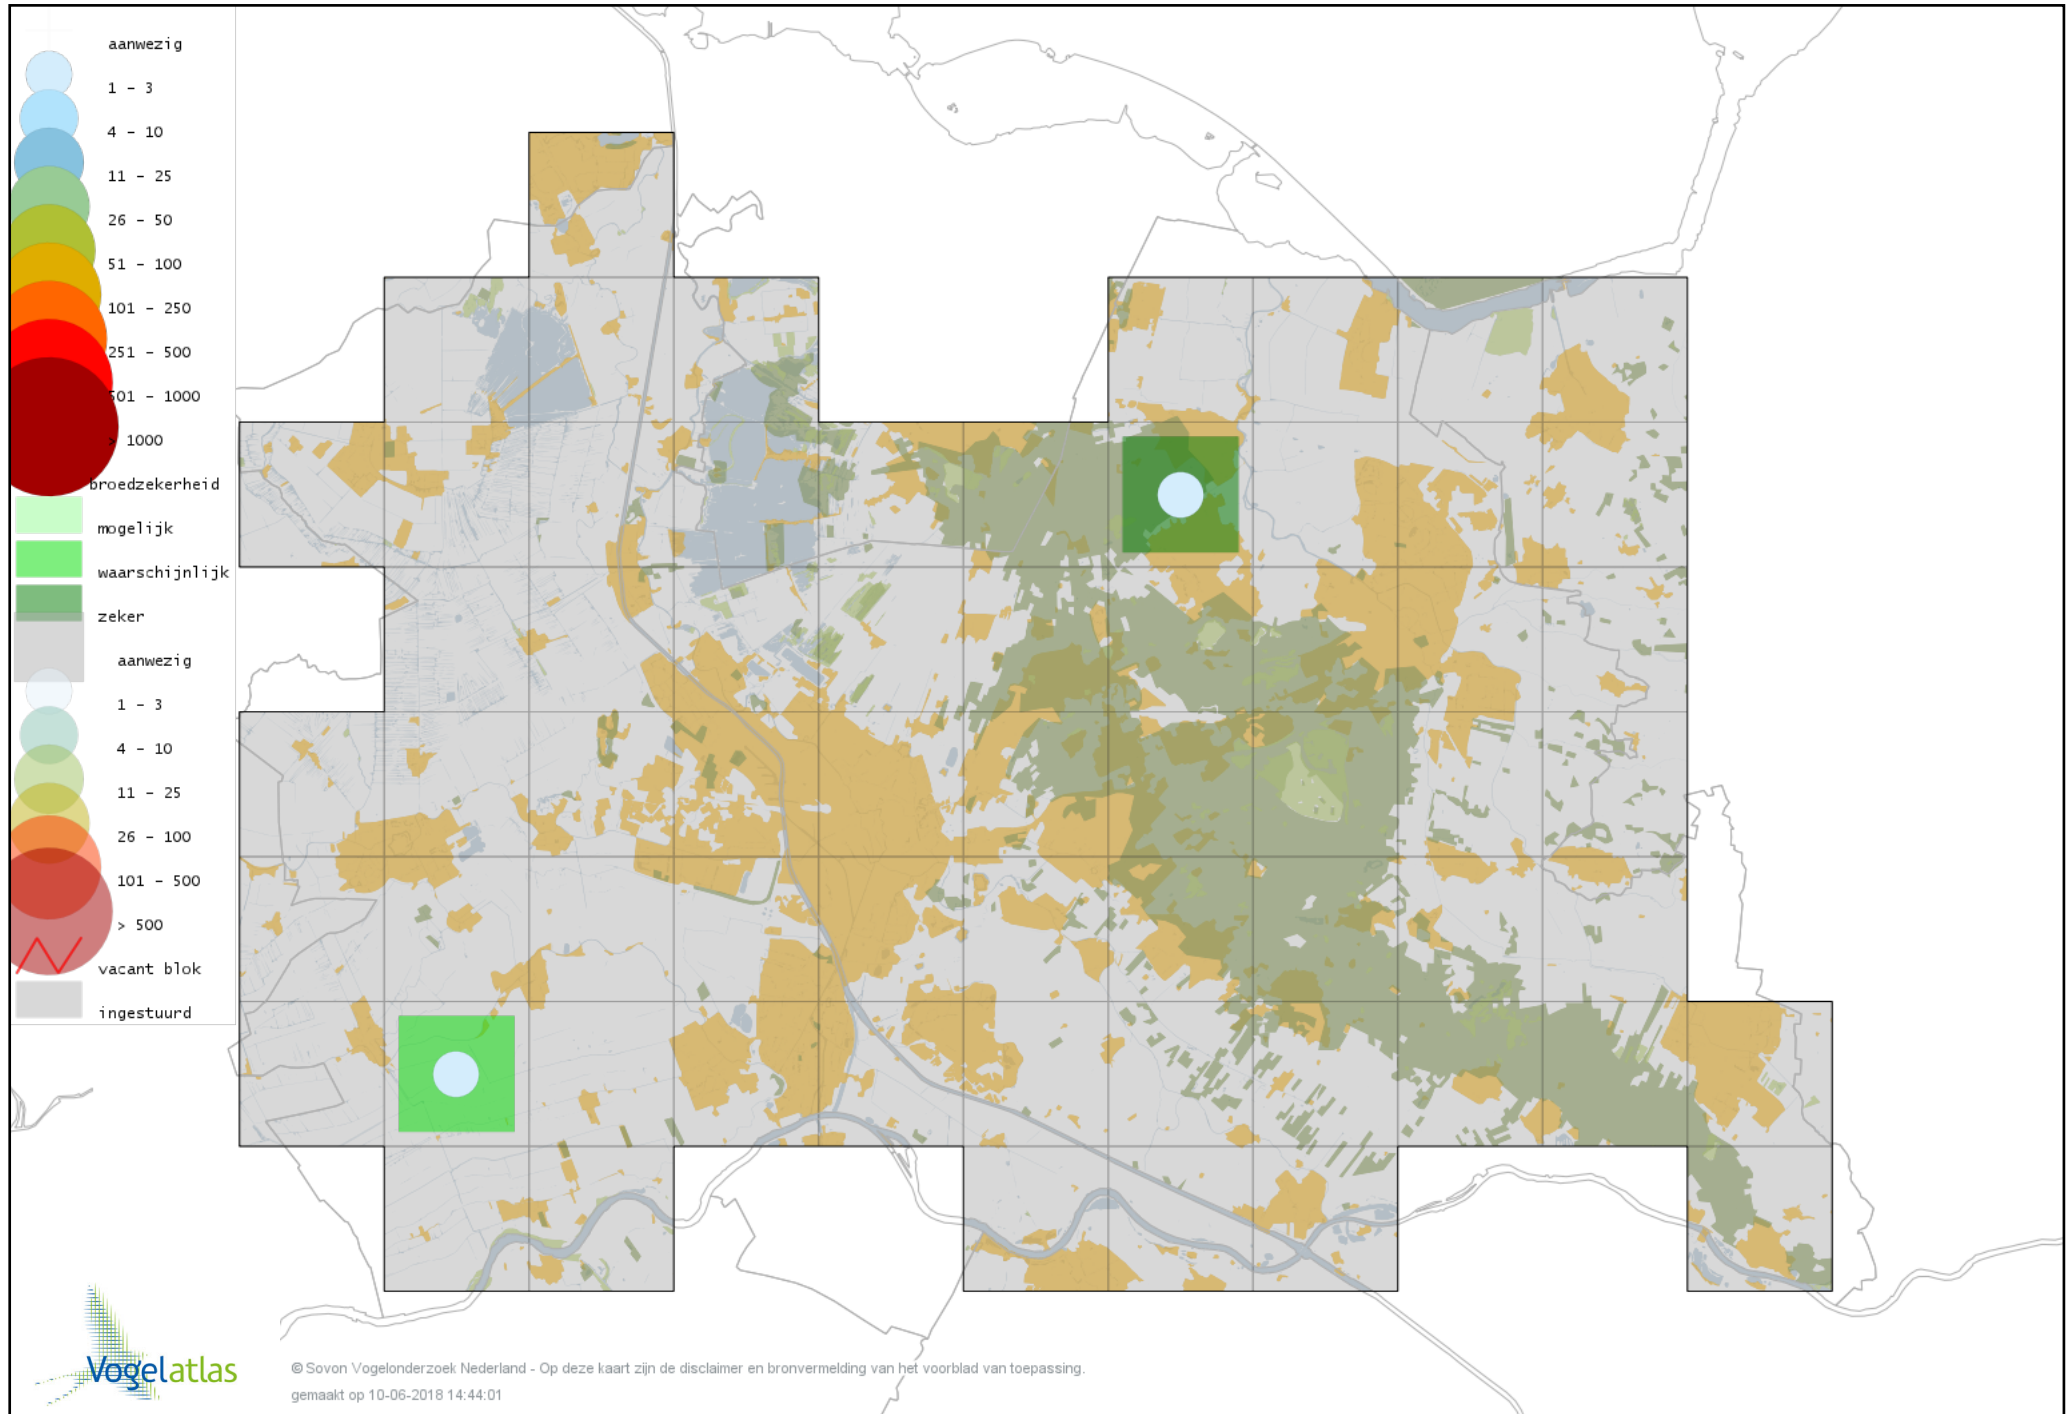 aanwezig
1 - 3
4 - 10
11 - 25
26 - 50
51 - 100
101 - 250
251 - 500
501 - 1000
> 1000
broedzekerheid
mogelijk
waarschijnlijk
zeker
aanwezig
1 - 3
4 - 10
11 - 25
26 - 100
101 - 500
> 500
vacant blok
ingestuurd
Vogelatlas
© Sovon Vogelonderzoek Nederland - Op deze kaart zijn de disclaimer en bronvermelding van het voorblad van toepassing.
gemaakt op 10-06-2018 14:44:01